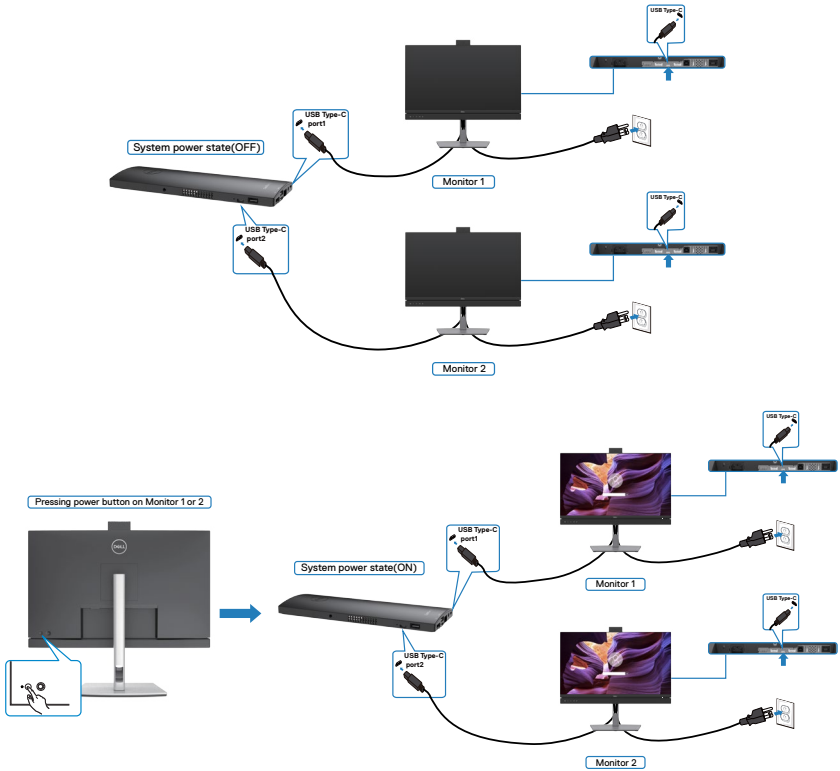 USB Type-C
USB Type-C
port1
System power state(OFF)
Monitor 1
USB Type-C
USB Type-C
port2
Monitor 2
USB Type-C
Pressing power button on Monitor 1 or 2
DELL
USB Type-C
port1
System power state(ON)
Monitor 1
USB Type-C
USB Type-C
port2
Monitor 2